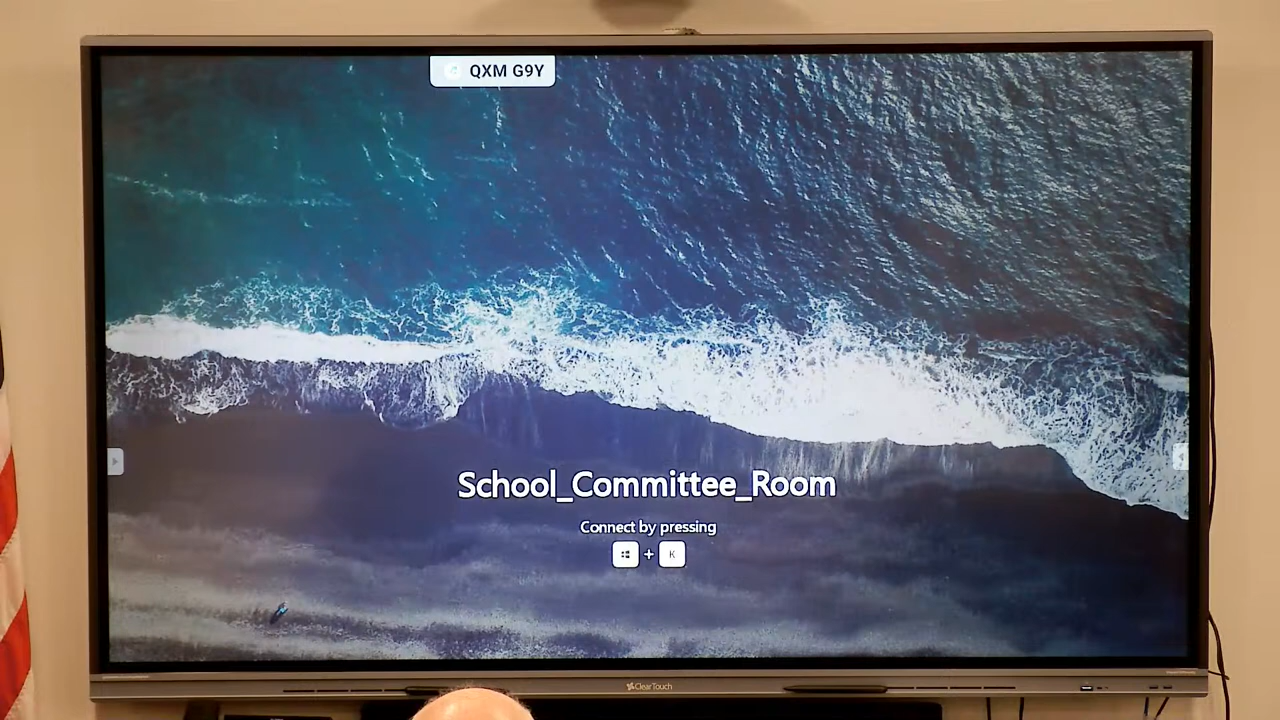 QXM G9Y
School_Committee_Room
Connect by pressing
+ K
ClearTouch